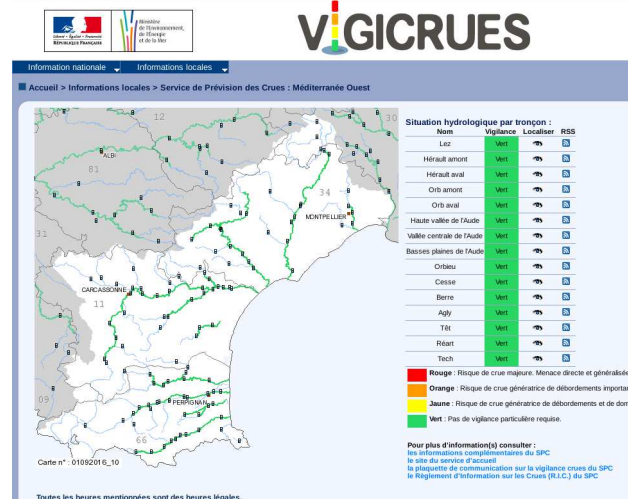 Liberté • Égalité • Fraternité
RÉPUBLIQUE FRANÇAISE
Ministère
de l'Environnement,
de l'Énergie
et de la Mer
VIGICRUES
Information nationale
Informations locales
Accueil > Informations locales > Service de Prévision des Crues : Méditerranée Ouest
12
30
ALBI
81
34
MONTPELLIER
31
CARCASSONNE
11
09
PERPIGNAN
66
Carte n° : 01092016_10
Situation hydrologique par tronçon :
Nom Vigilance Localiser RSS
Lez Vert
Hérault amont Vert
Hérault aval Vert
Orb amont Vert
Orb aval Vert
Haute vallée de l'Aude Vert
Vallée centrale de l'Aude Vert
Basses plaines de l'Aude Vert
Orbieu Vert
Cesse Vert
Berre Vert
Agly Vert
Têt Vert
Réart Vert
Tech Vert
Rouge : Risque de crue majeure. Menace directe et généralisée
Orange : Risque de crue génératrice de débordements importan
Jaune : Risque de crue génératrice de débordements et de dom
Vert : Pas de vigilance particulière requise.
Pour plus d'information(s) consulter :
les informations complémentaires du SPC
le site du service d'accueil
la plaquette de communication sur la vigilance crues du SPC
le Règlement d'Information sur les Crues (R.I.C.) du SPC
Toutes les heures mentionnées sont des heures légales.